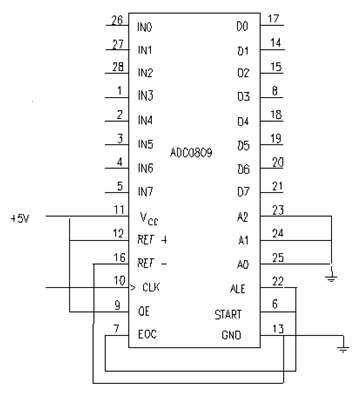 26 IN0 D0 17
27 IN1 D1 14
28 IN2 D2 15
1 IN3 D3 8
2 IN4 D4 18
ADC0809
3 IN5 D5 19
4 IN6 D6 20
5 IN7 D7 21
+5V 11 Vcc A2 23
12 REF + A1 24
16 REF - A0 25
10 > CLK ALE 22
9 OE START 6
7 EOC GND 13